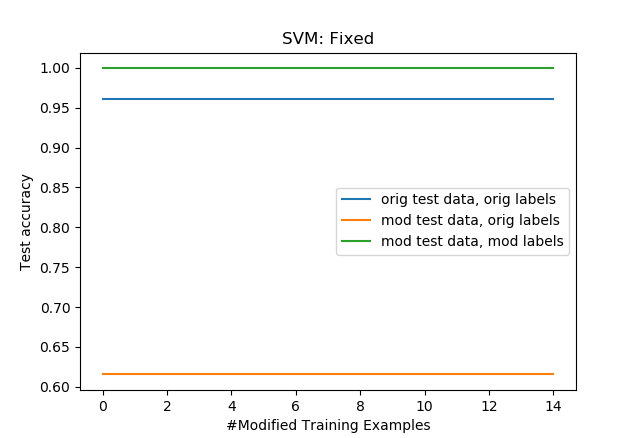 SVM: Fixed
1.00
0.95
0.90
0.85
0.80
0.75
0.70
0.65
0.60
Test accuracy
orig test data, orig labels
mod test data, orig labels
mod test data, mod labels
0 2 4 6 8 10 12 14
#Modified Training Examples